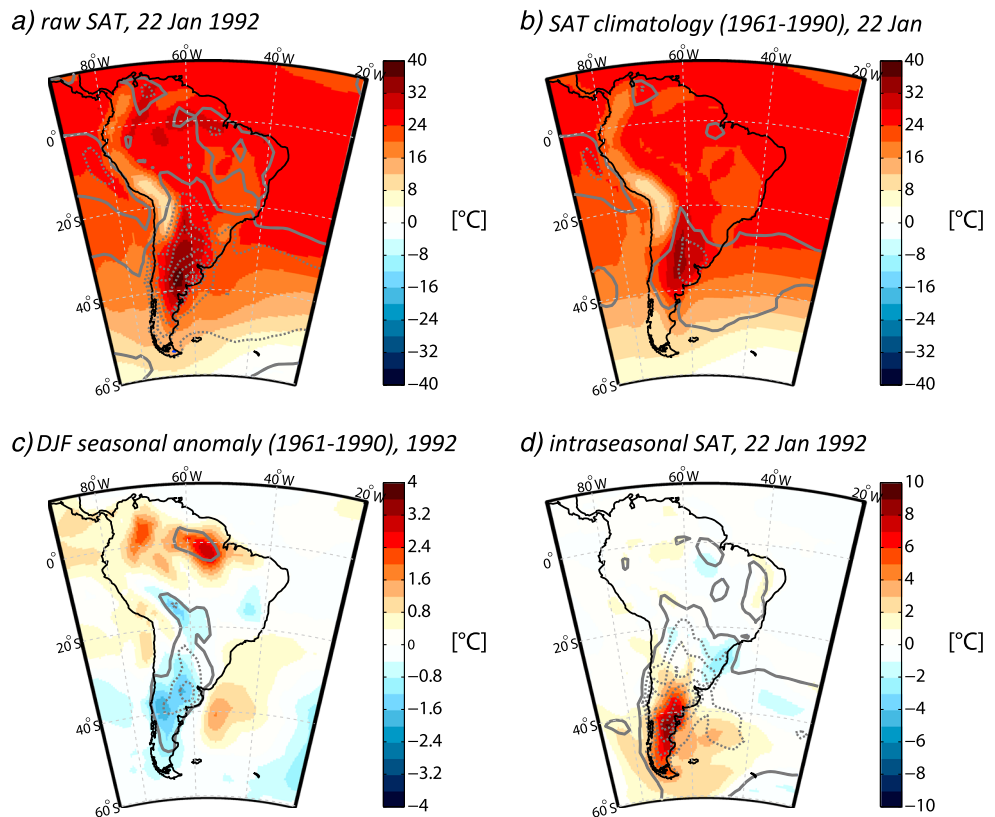 a) raw SAT, 22 Jan 1992
b) SAT climatology (1961-1990), 22 Jan
80°W 60°W 40°W 20°W
0°
20°S
40°S
60°S
40
32
24
16
8
0
−8
−16
−24
−32
−40
[°C]
80°W 60°W 40°W 20°W
0°
20°S
40°S
60°S
40
32
24
16
8
0
−8
−16
−24
−32
−40
[°C]
c) DJF seasonal anomaly (1961-1990), 1992
d) intraseasonal SAT, 22 Jan 1992
80°W 60°W 40°W 20°W
0°
20°S
40°S
60°S
4
3.2
2.4
1.6
0.8
0
−0.8
−1.6
−2.4
−3.2
−4
[°C]
80°W 60°W 40°W 20°W
0°
20°S
40°S
60°S
10
8
6
4
2
0
−2
−4
−6
−8
−10
[°C]